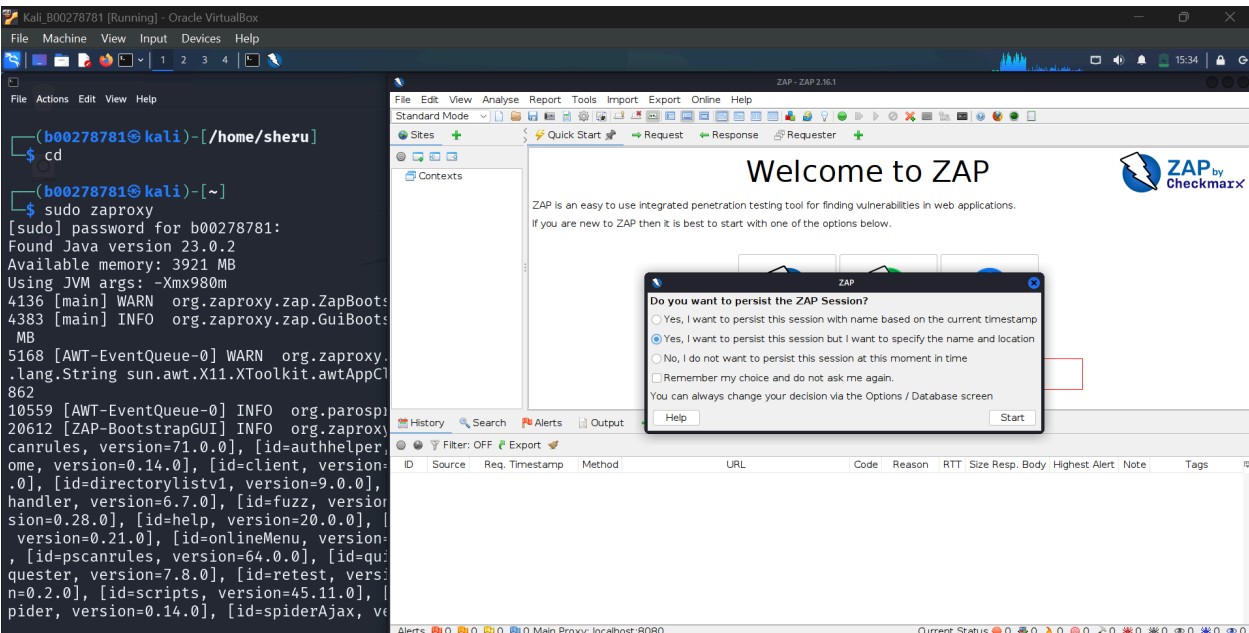 Kali_B00278781 [Running] - Oracle VirtualBox
File Machine View Input Devices Help
1 2 3 4
15:34
File Actions Edit View Help
(b00278781㉿kali)-[/home/sheru]
$ cd
(b00278781㉿kali)-[~]
$ sudo zaproxy
[sudo] password for b00278781:
Found Java version 23.0.2
Available memory: 3921 MB
Using JVM args: -Xmx980m
4136 [main] WARN org.zaproxy.zap.ZapBoots
4383 [main] INFO org.zaproxy.zap.GuiBoots
MB
5168 [AWT-EventQueue-0] WARN org.zaproxy.
.lang.String sun.awt.X11.XToolkit.awtAppCl
862
10559 [AWT-EventQueue-0] INFO org.parospr
20612 [ZAP-BootstrapGUI] INFO org.zaproxy
canrules, version=71.0.0], [id=authhelper,
ome, version=0.14.0], [id=client, version=
.0], [id=directorylistv1, version=9.0.0],
handler, version=6.7.0], [id=fuzz, version
sion=0.28.0], [id=help, version=20.0.0], [
version=0.21.0], [id=onlineMenu, version=
, [id=pscanrules, version=64.0.0], [id=qui
quester, version=7.8.0], [id=retest, versi
n=0.2.0], [id=scripts, version=45.11.0], [
pider, version=0.14.0], [id=spiderAjax, ve
ZAP - ZAP 2.16.1
File Edit View Analyse Report Tools Import Export Online Help
Standard Mode
Sites
Quick Start Request Response Requester
Contexts
Welcome to ZAP
ZAP by
Checkmarx
ZAP is an easy to use integrated penetration testing tool for finding vulnerabilities in web applications.
If you are new to ZAP then it is best to start with one of the options below.
ZAP
Do you want to persist the ZAP Session?
Yes, I want to persist this session with name based on the current timestamp
Yes, I want to persist this session but I want to specify the name and location
No, I do not want to persist this session at this moment in time
Remember my choice and do not ask me again.
You can always change your decision via the Options / Database screen
Help Start
History Search Alerts Output
Filter: OFF Export
ID Source Req. Timestamp Method URL Code Reason RTT Size Resp. Body Highest Alert Note Tags
Alerts 0 0 0 0 Main Proxy: localhost:8080 Current Status 0 0 0 0 0 0 0 0 0 0